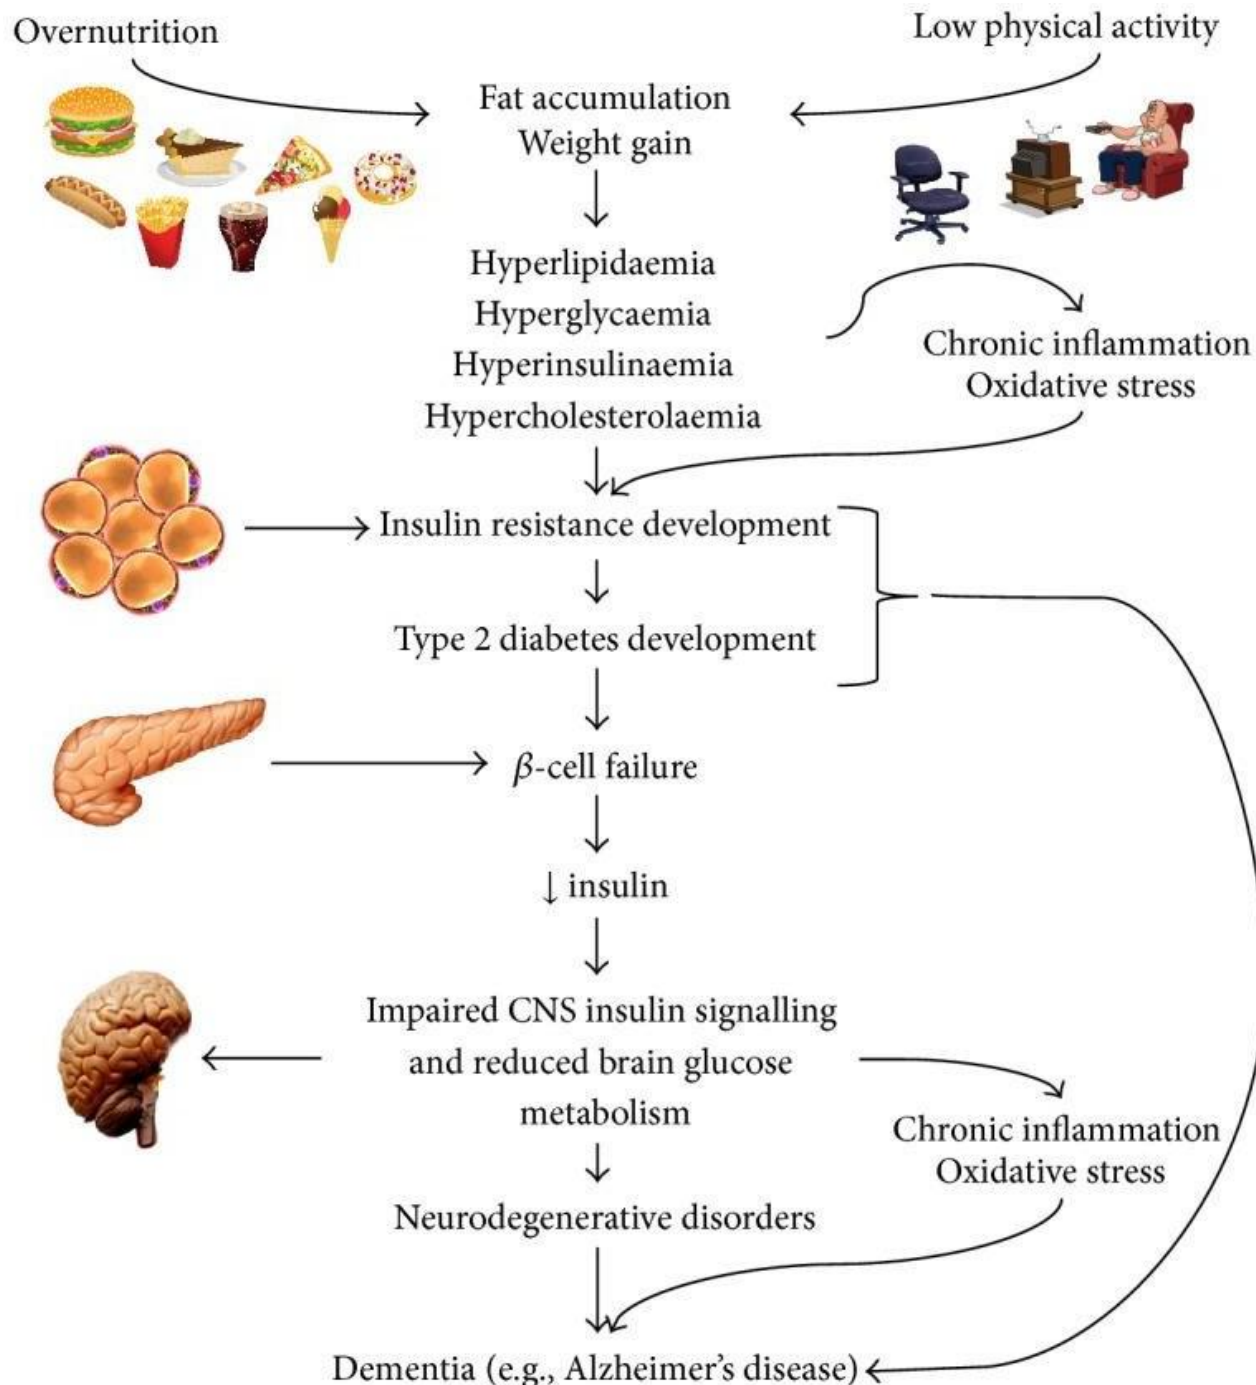 Overnutrition
Low physical activity
Fat accumulation
Weight gain
Hyperlipidaemia
Hyperglycaemia
Hyperinsulinaemia
Hypercholesterolaemia
Chronic inflammation
Oxidative stress
Insulin resistance development
Type 2 diabetes development
β-cell failure
↓ insulin
Impaired CNS insulin signalling
and reduced brain glucose
metabolism
Chronic inflammation
Oxidative stress
Neurodegenerative disorders
Dementia (e.g., Alzheimer's disease)